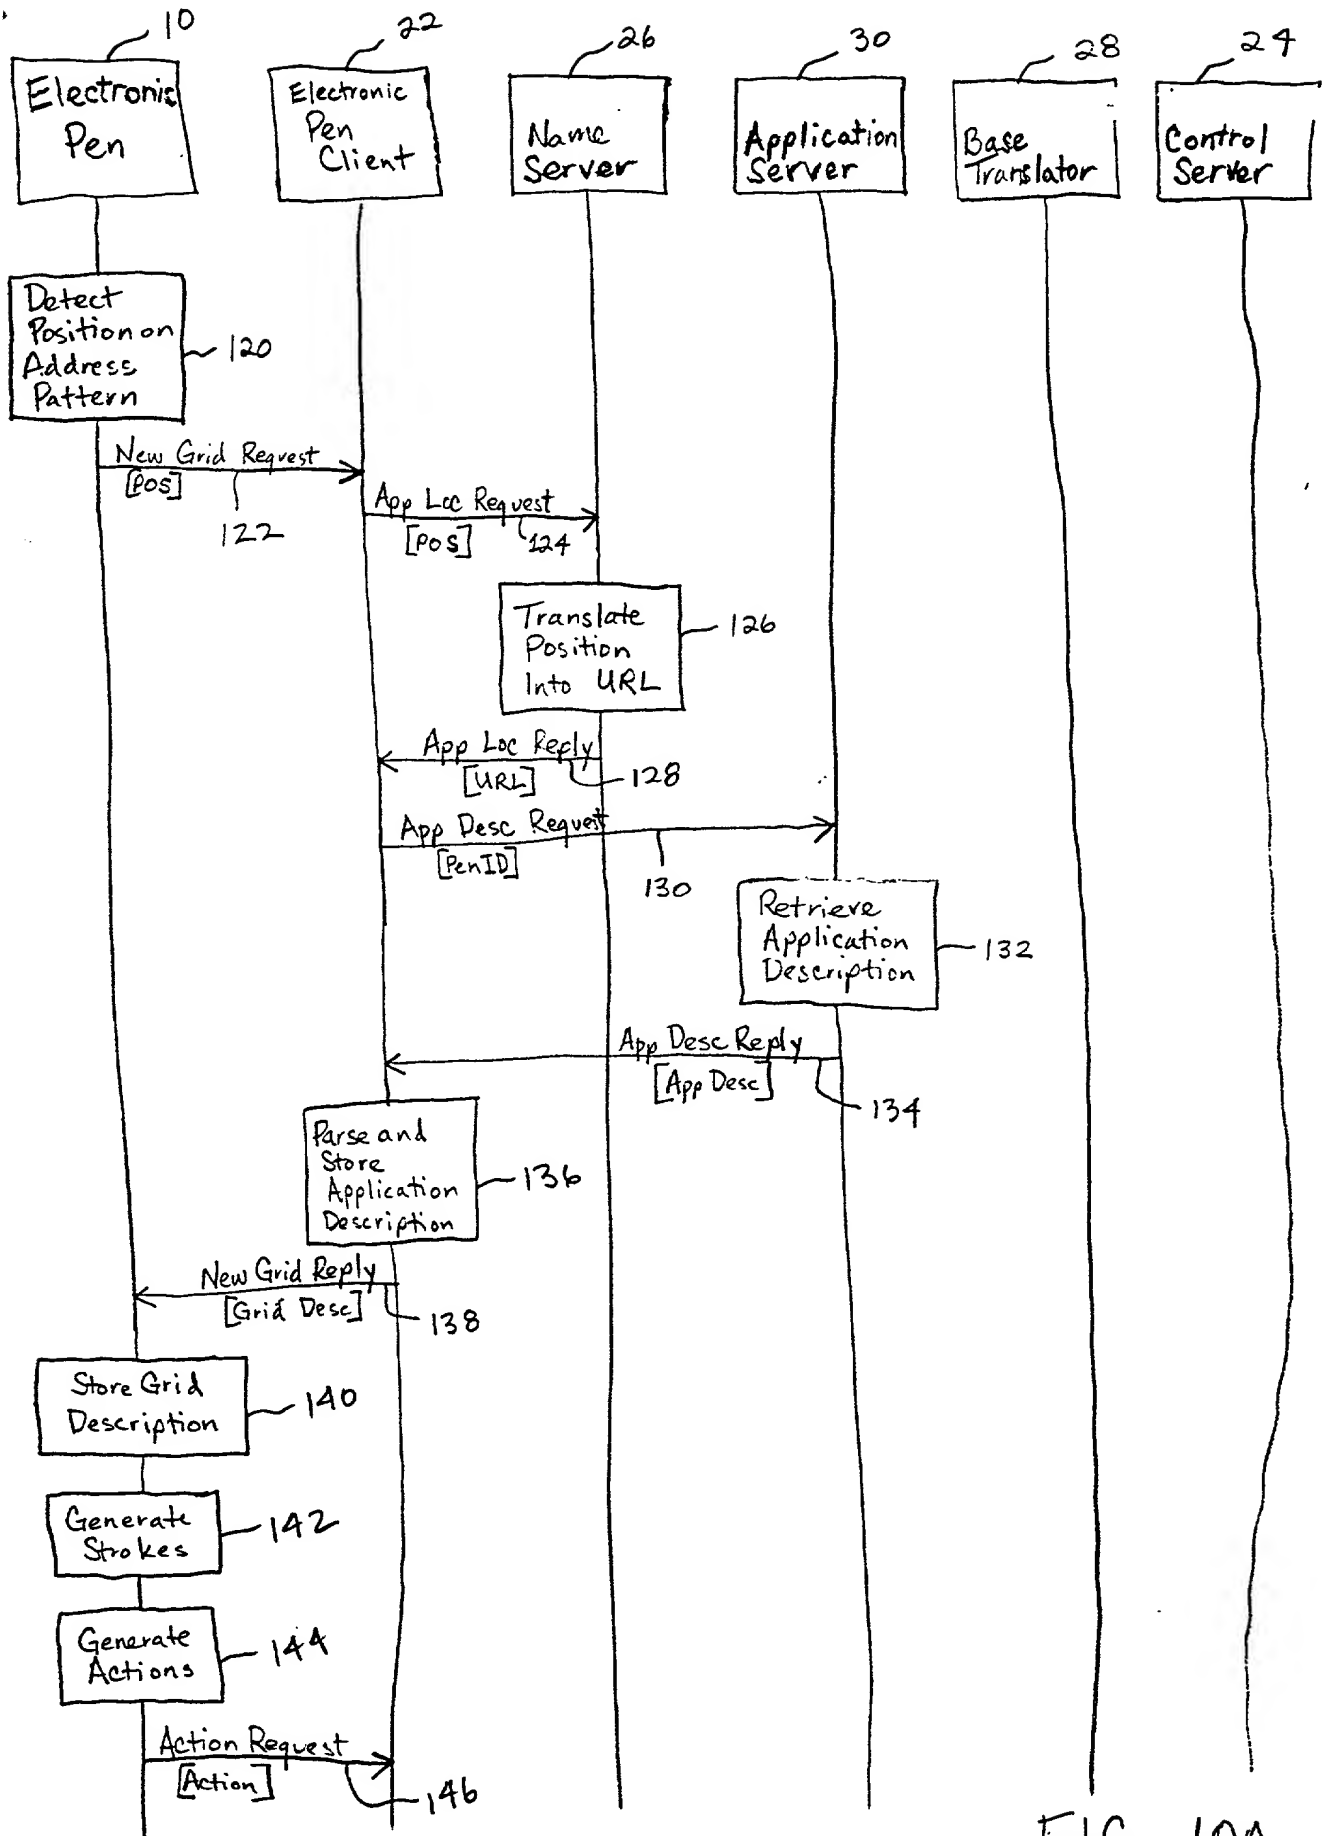 10
22
26
30
28
24
Electronic
Pen
Electronic
Pen
Client
Name
Server
Application
Server
Base
Translator
Control
Server
Detect
Position on
Address
Pattern
120
New Grid Request
[POS]
122
App Loc Request
[POS]
124
Translate
Position
Into URL
126
App Loc Reply
[URL]
128
App Desc Request
[PenID]
130
Retrieve
Application
Description
132
App Desc Reply
[App Desc]
134
Parse and
Store
Application
Description
136
New Grid Reply
[Grid Desc]
138
Store Grid
Description
140
Generate
Strokes
142
Generate
Actions
144
Action Request
[Action]
146
FIG. 10A